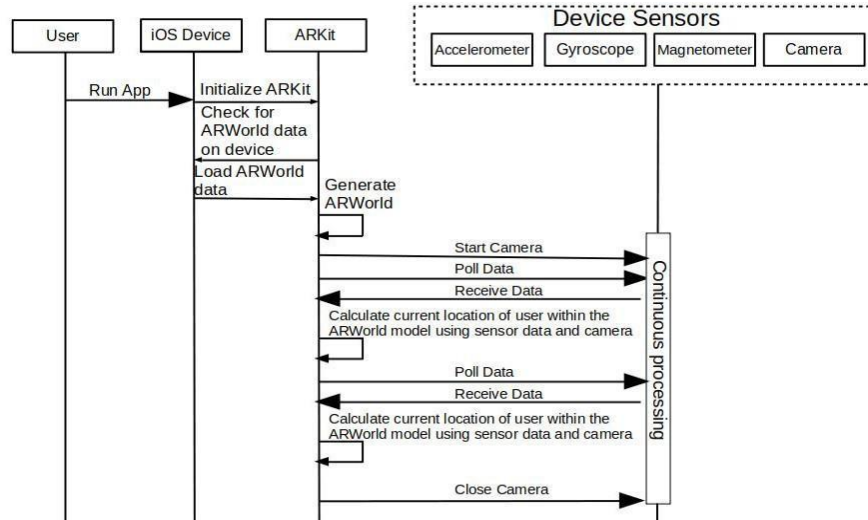 Device Sensors
User
iOS Device
ARKit
Accelerometer
Gyroscope
Magnetometer
Camera
Run App
Initialize ARKit
Check for
ARWorld data
on device
Load ARWorld
data
Generate
ARWorld
Start Camera
Poll Data
Receive Data
Calculate current location of user within the
ARWorld model using sensor data and camera
Poll Data
Receive Data
Calculate current location of user within the
ARWorld model using sensor data and camera
Close Camera
Continuous processing